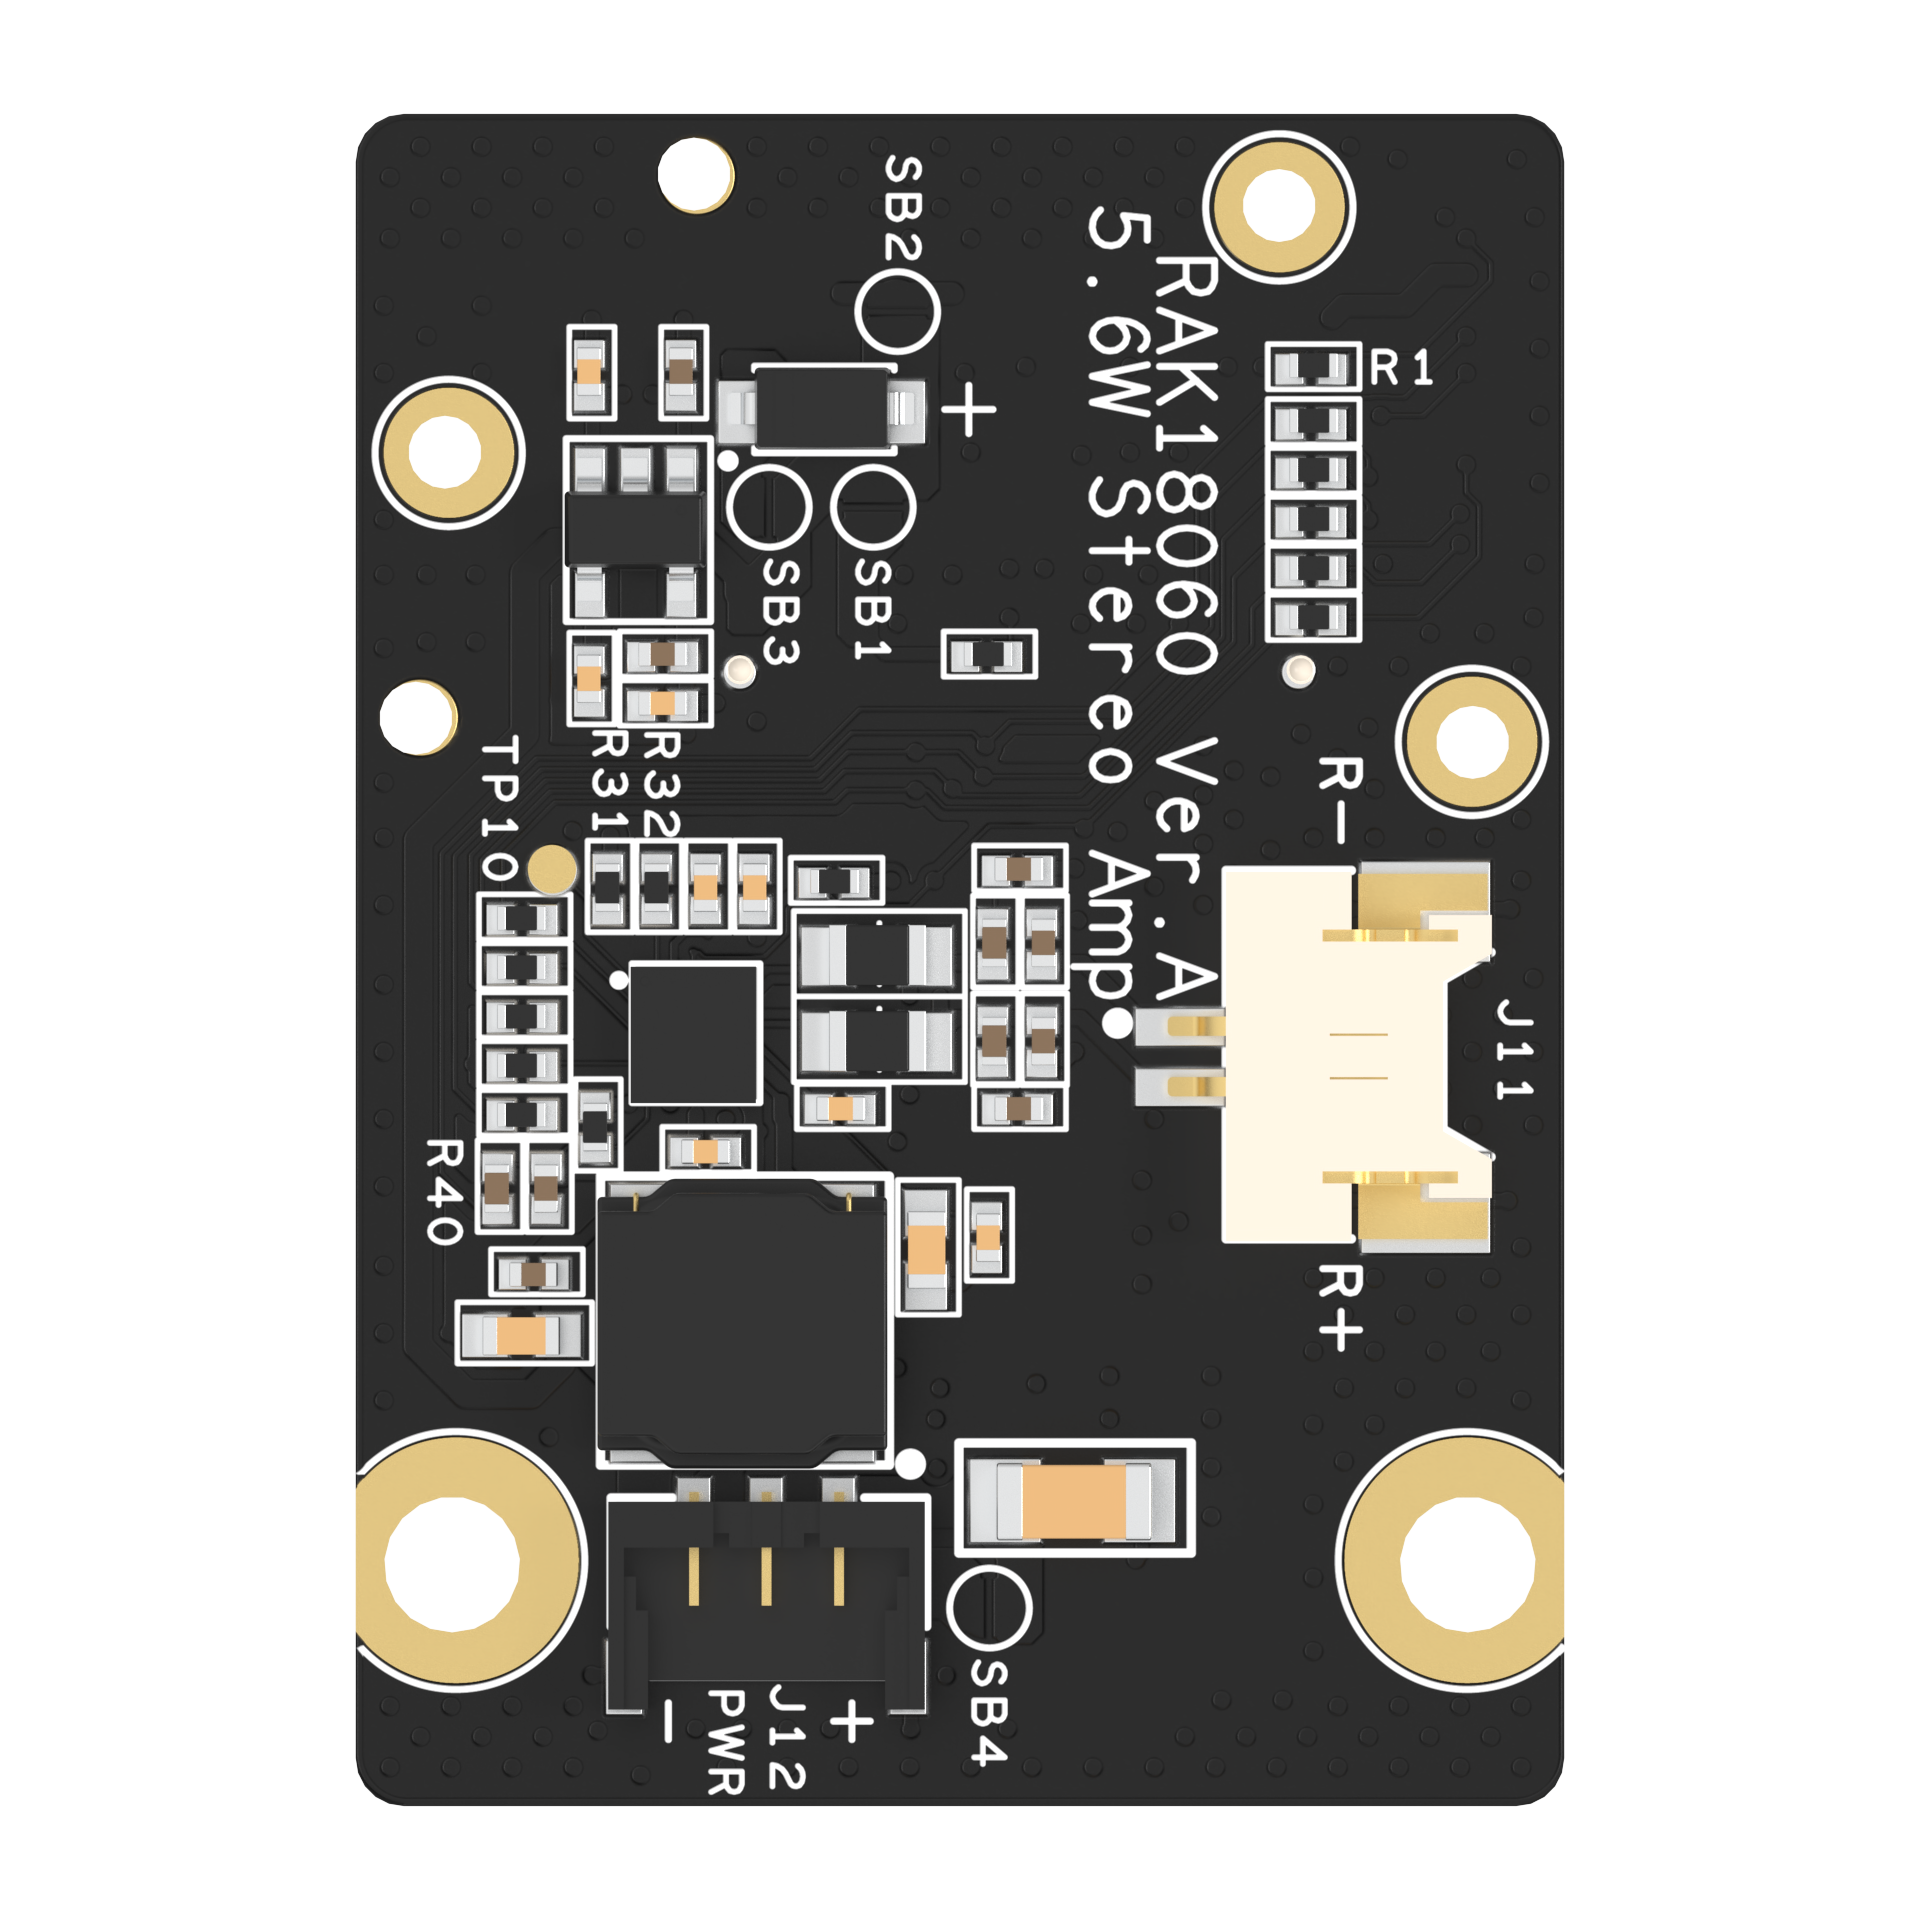 SB2
RAK18060 Ver.A
5.6W Stereo Amp
+
R1
SB3
SB1
R-
TP10
R31
R32
J11
R40
R+
-
PWR
J12
+
SB4